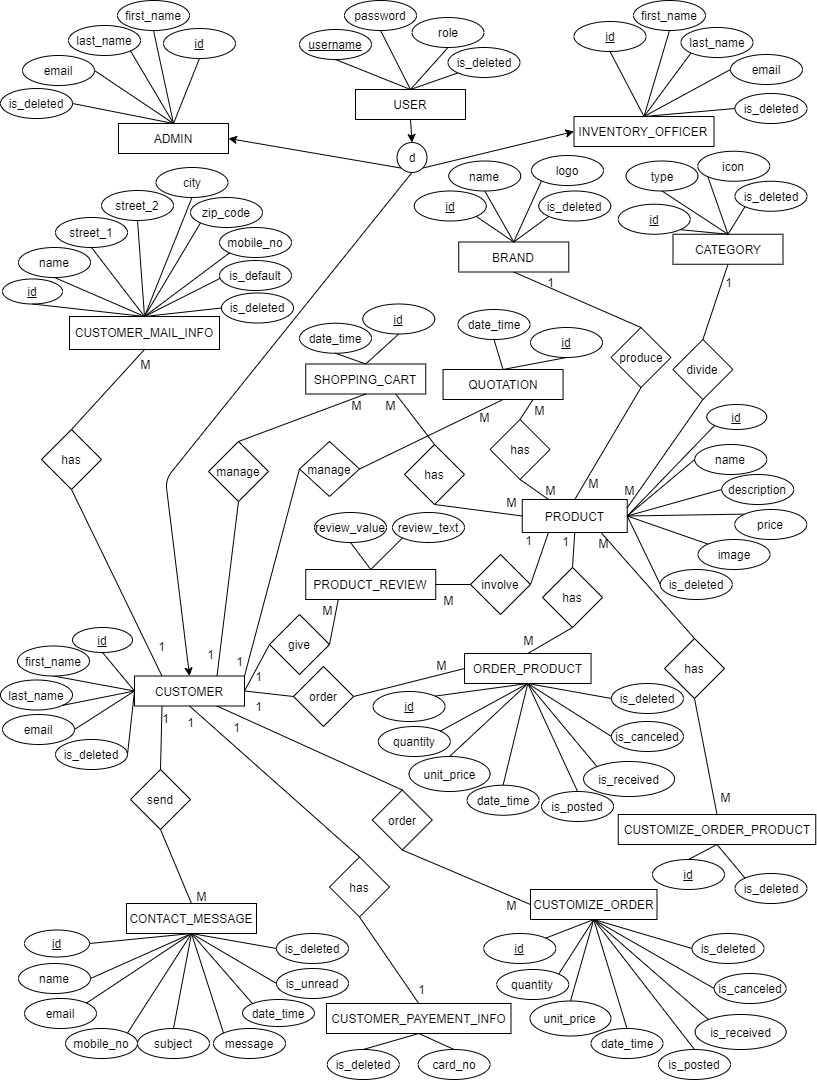 first_name
last_name
id
email
is_deleted
ADMIN
password
username
role
is_deleted
USER
first_name
id
last_name
email
is_deleted
INVENTORY_OFFICER
d
city
street_2
zip_code
street_1
mobile_no
name
is_default
id
is_deleted
CUSTOMER_MAIL_INFO
M
name
logo
id
is_deleted
BRAND
1
type
icon
is_deleted
id
CATEGORY
1
id
date_time
SHOPPING_CART
M
M
date_time
id
QUOTATION
M
M
produce
divide
has
manage
manage
has
has
M
M
M
M
id
name
description
price
image
is_deleted
PRODUCT
1
1
M
review_value
review_text
PRODUCT_REVIEW
M
M
involve
has
give
M
ORDER_PRODUCT
M
order
has
id
first_name
last_name
email
is_deleted
CUSTOMER
1
1
1
1
1
1
1
1
id
quantity
unit_price
date_time
is_posted
is_received
is_canceled
is_deleted
send
order
M
CUSTOMIZE_ORDER_PRODUCT
id
is_deleted
has
M
CONTACT_MESSAGE
id
name
email
mobile_no
subject
message
date_time
is_unread
is_deleted
1
CUSTOMER_PAYEMENT_INFO
is_deleted
card_no
M
CUSTOMIZE_ORDER
id
quantity
unit_price
date_time
is_posted
is_received
is_canceled
is_deleted